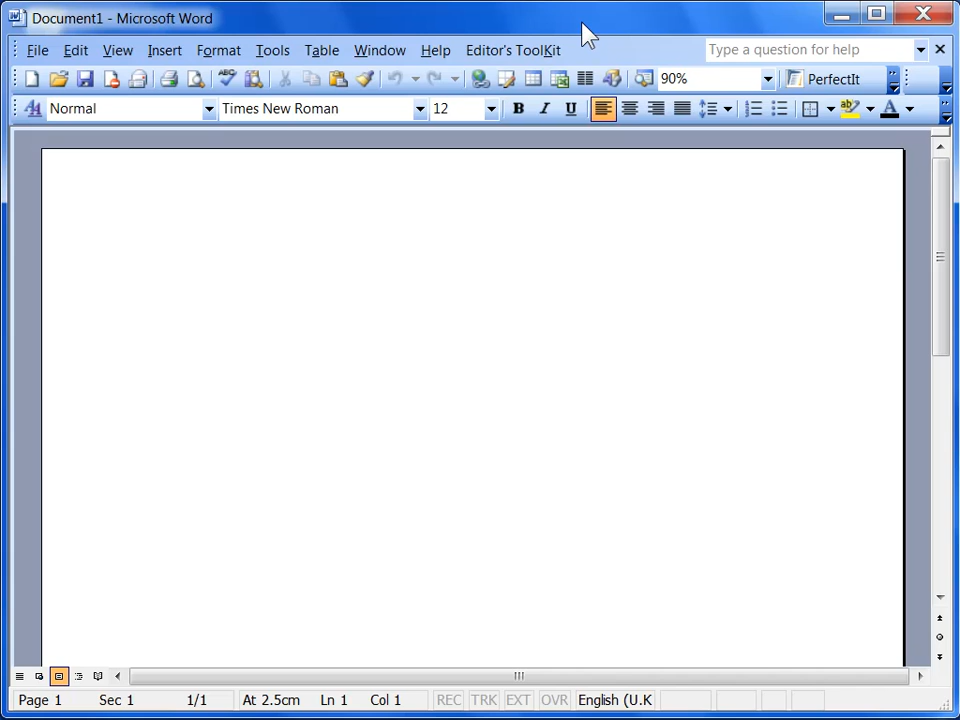 Document1 - Microsoft Word
File Edit View Insert Format Tools Table Window Help Editor's ToolKit Type a question for help
90% PerfectIt
Normal Times New Roman 12 B I U ab A
Page 1 Sec 1 1/1 At 2.5cm Ln 1 Col 1 REC TRK EXT OVR English (U.K